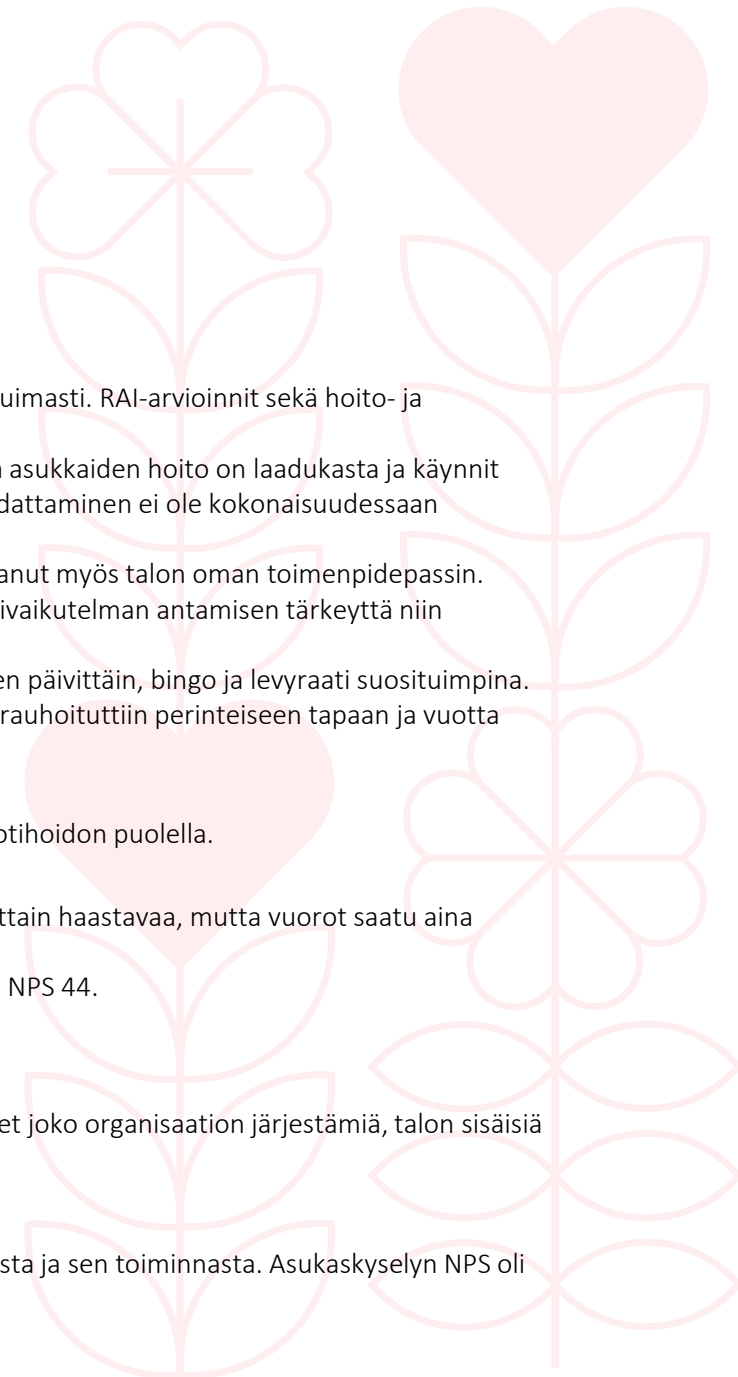 uimasti. RAI-arvioinnit sekä hoito- ja
asukkaiden hoito on laadukasta ja käynnit
dattaminen ei ole kokonaisuudessaan
anut myös talon oman toimenpidepassin.
ivaikutelman antamisen tärkeyttä niin
en päivittäin, bingo ja levyraati suosituimpina.
rauhoituttiin perinteiseen tapaan ja vuotta
otihoidon puolella.
ttain haastavaa, mutta vuorot saatu aina
NPS 44.
et joko organisaation järjestämiä, talon sisäisiä
sta ja sen toiminnasta. Asukaskyselyn NPS oli